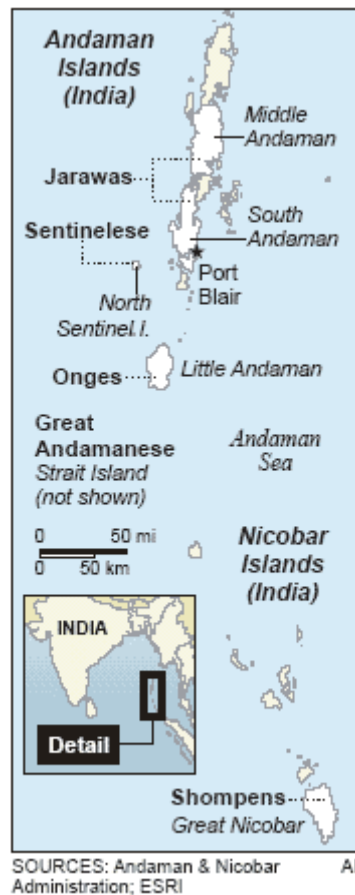 Andaman
Islands
(India)
Middle
Andaman
Jarawas
South
Andaman
Sentinelese
Port
Blair
North
Sentinel I.
Onges
Little Andaman
Great
Andamanese
Strait Island
(not shown)
Andaman
Sea
0 50 mi
0 50 km
Nicobar
Islands
(India)
INDIA
Detail
Shompens
Great Nicobar
SOURCES: Andaman & Nicobar A
Administration; ESRI